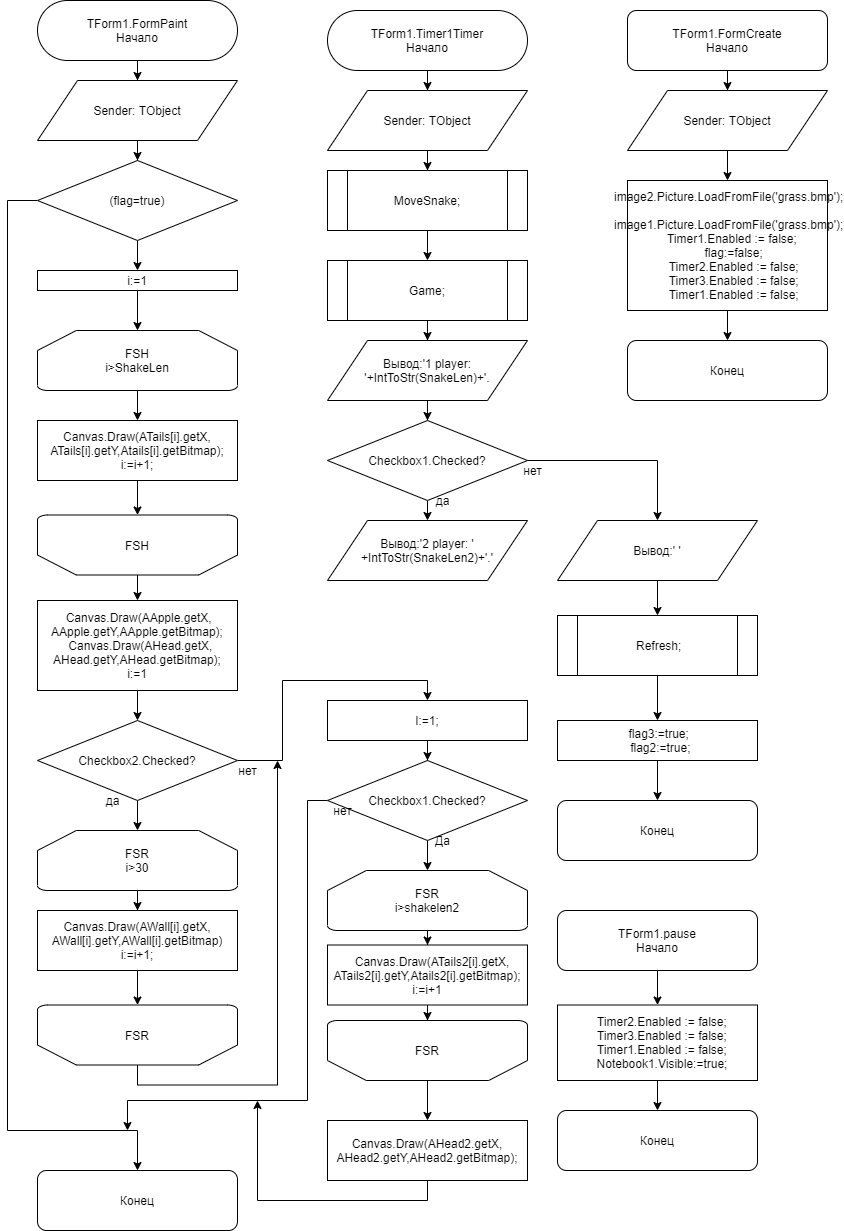 TForm1.FormPaint
Начало
Sender: TObject
(flag=true)
i:=1
FSH
i>ShakeLen
Canvas.Draw(ATails[i].getX,
ATails[i].getY,Atails[i].getBitmap);
i:=i+1;
FSH
Canvas.Draw(AApple.getX,
AApple.getY,AApple.getBitmap);
Canvas.Draw(AHead.getX,
AHead.getY,AHead.getBitmap);
i:=1
Checkbox2.Checked?
нет
да
FSR
i>30
Canvas.Draw(AWall[i].getX,
AWall[i].getY,AWall[i].getBitmap)
i:=i+1;
FSR
Конец
TForm1.Timer1Timer
Начало
Sender: TObject
MoveSnake;
Game;
Вывод:'1 player:
'+IntToStr(SnakeLen)+'.
Checkbox1.Checked?
нет
да
Вывод:'2 player: '
+IntToStr(SnakeLen2)+'.'
Вывод:' '
Refresh;
flag3:=true;
flag2:=true;
Конец
I:=1;
Checkbox1.Checked?
нет
Да
FSR
i>shakelen2
Canvas.Draw(ATails2[i].getX,
ATails2[i].getY,Atails2[i].getBitmap);
i:=i+1
FSR
Canvas.Draw(AHead2.getX,
AHead2.getY,AHead2.getBitmap);
TForm1.FormCreate
Начало
Sender: TObject
image2.Picture.LoadFromFile('grass.bmp');
image1.Picture.LoadFromFile('grass.bmp');
Timer1.Enabled := false;
flag:=false;
Timer2.Enabled := false;
Timer3.Enabled := false;
Timer1.Enabled := false;
Конец
TForm1.pause
Начало
Timer2.Enabled := false;
Timer3.Enabled := false;
Timer1.Enabled := false;
Notebook1.Visible:=true;
Конец